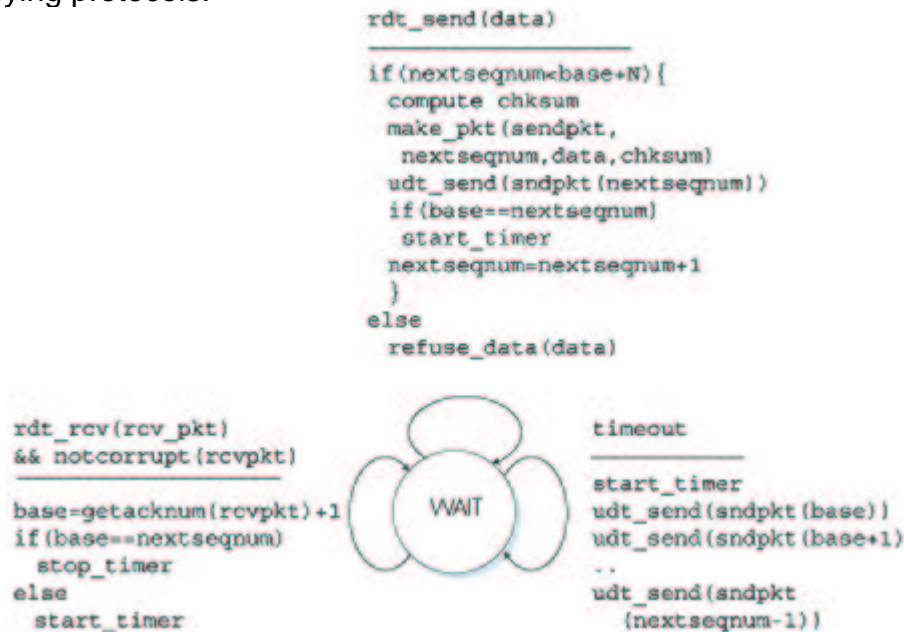 ying protocols.
rdt_send(data)
if(nextseqnum<base+N){
compute chksum
make_pkt(sendpkt,
nextseqnum,data,chksum)
udt_send(sndpkt(nextseqnum))
if(base==nextseqnum)
start_timer
nextseqnum=nextseqnum+1
}
else
refuse_data(data)
rdt_rcv(rcv_pkt)
&& notcorrupt(rcvpkt)
base=getacknum(rcvpkt)+1
if(base==nextseqnum)
stop_timer
else
start_timer
WAIT
timeout
start_timer
udt_send(sndpkt(base))
udt_send(sndpkt(base+1)
..
udt_send(sndpkt
(nextseqnum-1))